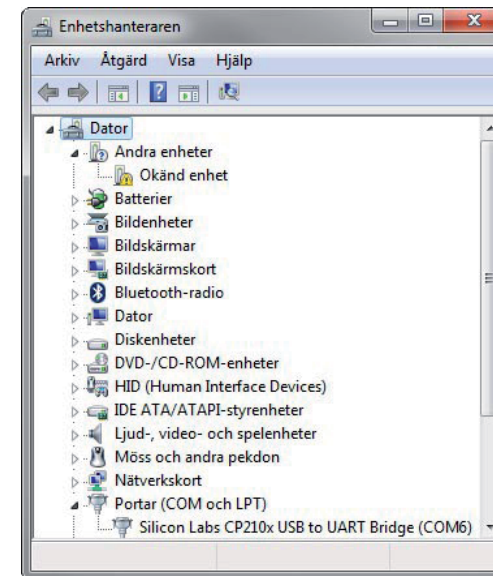 Enhetshanteraren
Arkiv Åtgärd Visa Hjälp
Dator
Andra enheter
Okänd enhet
Batterier
Bildenheter
Bildskärmar
Bildskärmskort
Bluetooth-radio
Dator
Diskenheter
DVD-/CD-ROM-enheter
HID (Human Interface Devices)
IDE ATA/ATAPI-styrenheter
Ljud-, video- och spelenheter
Möss och andra pekdon
Nätverkskort
Portar (COM och LPT)
Silicon Labs CP210x USB to UART Bridge (COM6)